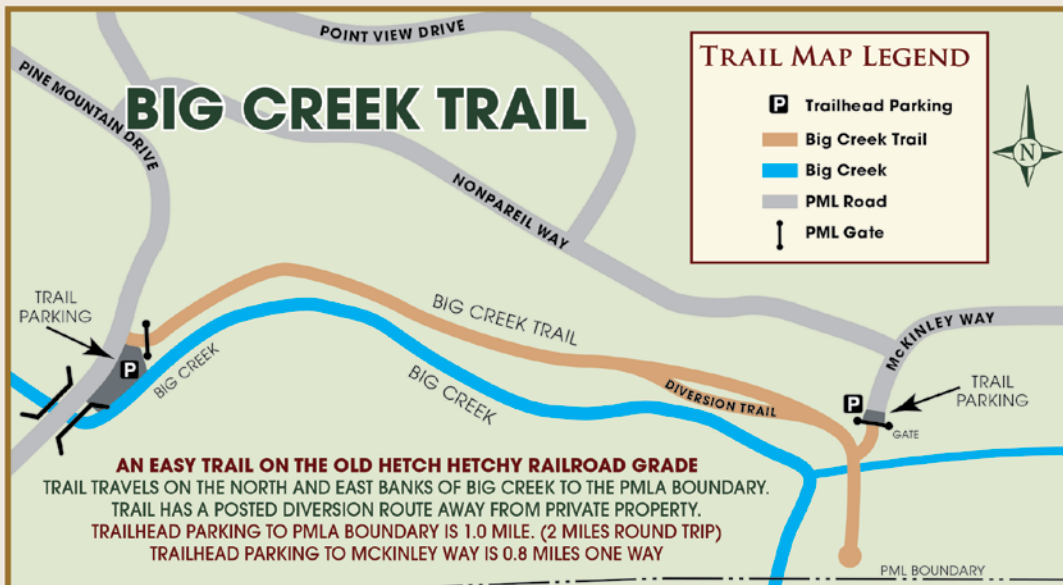 POINT VIEW DRIVE
PINE MOUNTAIN DRIVE
BIG CREEK TRAIL
TRAIL MAP LEGEND
P Trailhead Parking
Big Creek Trail
Big Creek
PML Road
PML Gate
N
NONPAREIL WAY
TRAIL
PARKING
P
BIG CREEK
BIG CREEK TRAIL
BIG CREEK
DIVERSION TRAIL
McKINLEY WAY
P
TRAIL
PARKING
GATE
AN EASY TRAIL ON THE OLD HETCH HETCHY RAILROAD GRADE
TRAIL TRAVELS ON THE NORTH AND EAST BANKS OF BIG CREEK TO THE PMLA BOUNDARY.
TRAIL HAS A POSTED DIVERSION ROUTE AWAY FROM PRIVATE PROPERTY.
TRAILHEAD PARKING TO PMLA BOUNDARY IS 1.0 MILE. (2 MILES ROUND TRIP)
TRAILHEAD PARKING TO MCKINLEY WAY IS 0.8 MILES ONE WAY
PML BOUNDARY